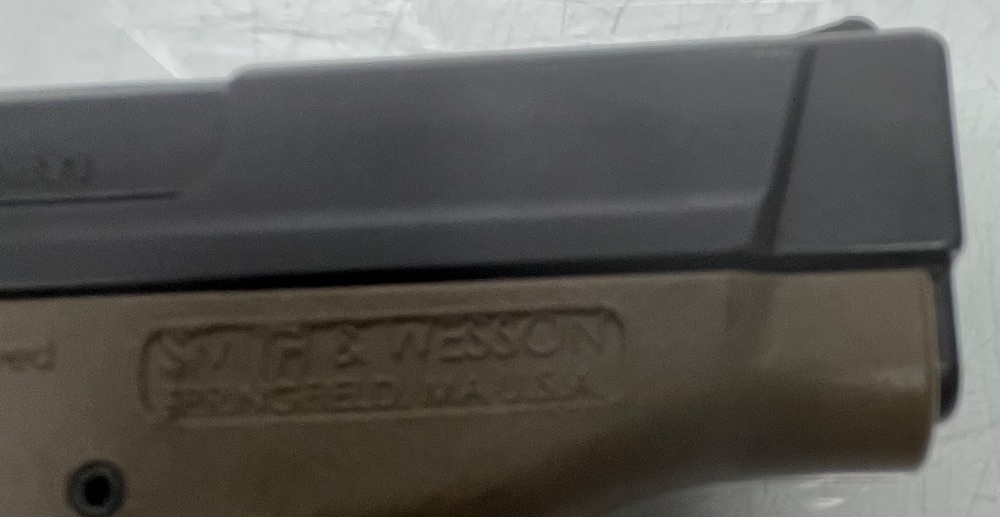 SMITH & WESSON
SPRINGFIELD, MA U.S.A.